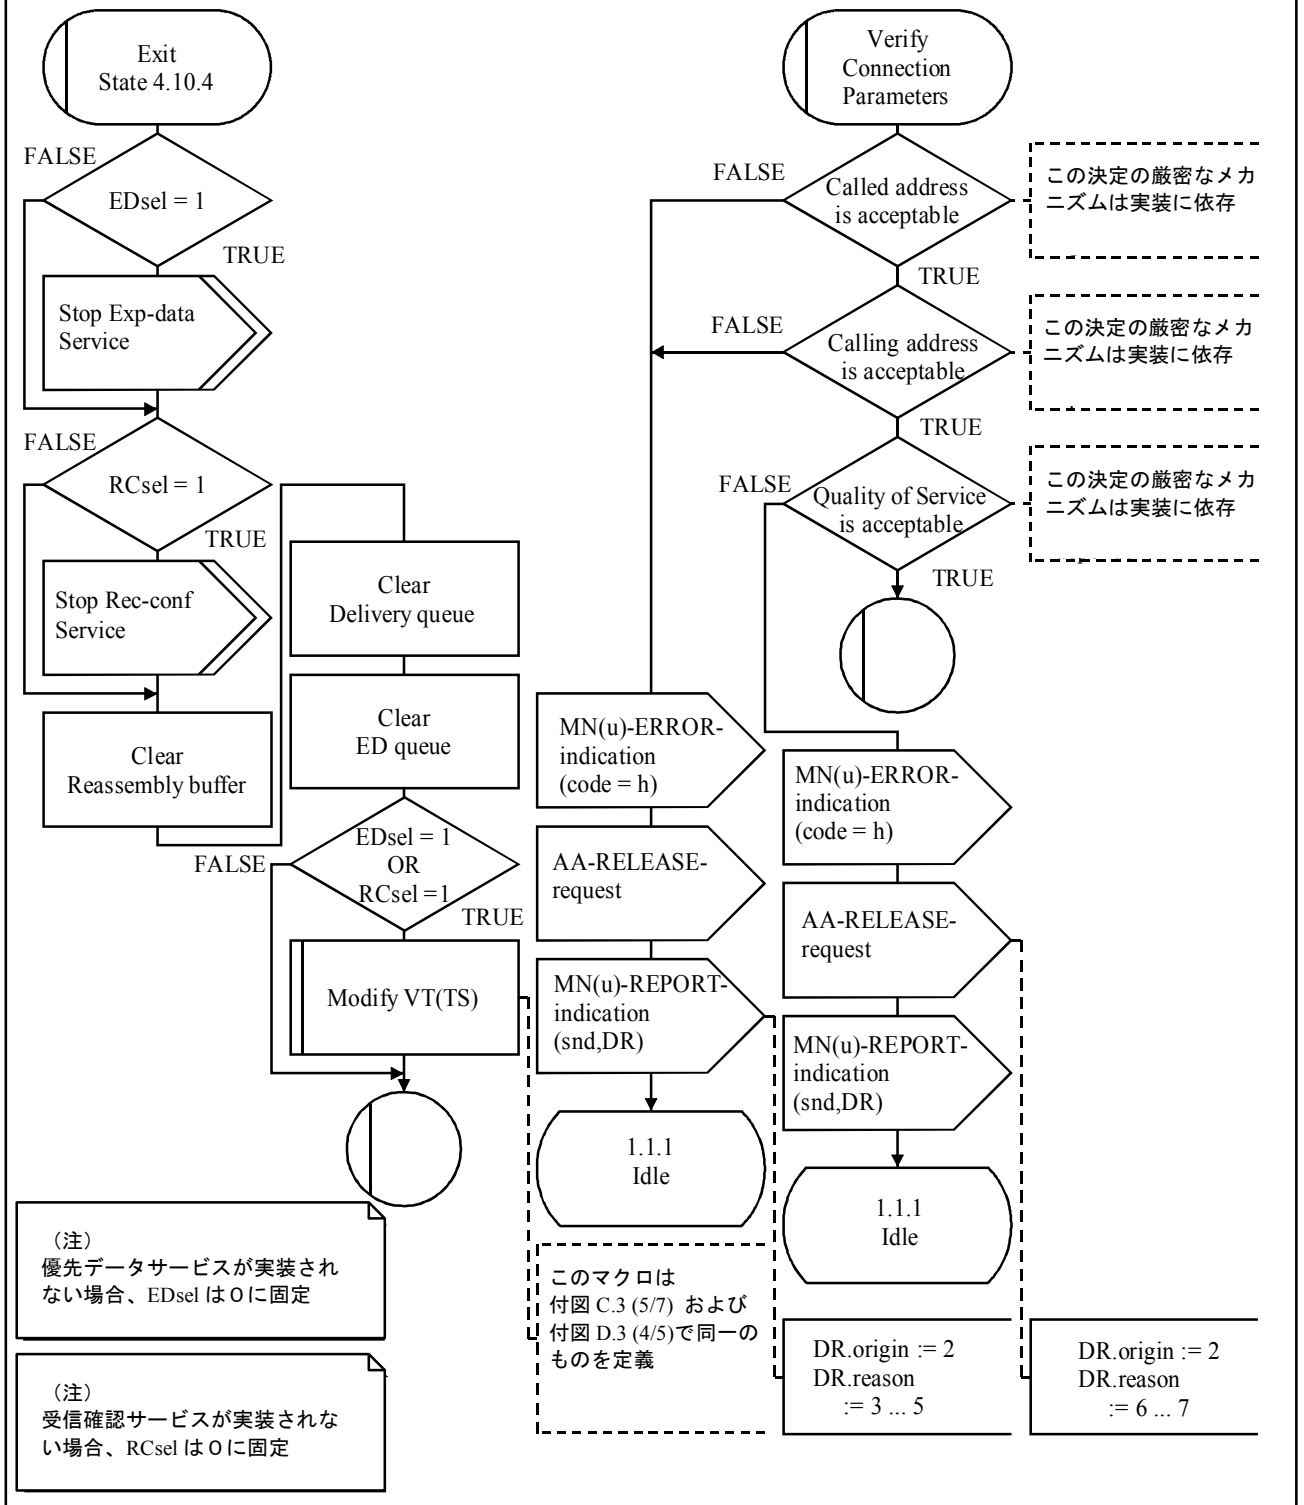 Exit
State 4.10.4
FALSE
EDsel = 1
TRUE
Stop Exp-data
Service
FALSE
RCsel = 1
TRUE
Stop Rec-conf
Service
Clear
Reassembly buffer
Clear
Delivery queue
Clear
ED queue
EDsel = 1
OR
RCsel =1
FALSE
TRUE
Modify VT(TS)
このマクロは
付図 C.3 (5/7) および
付図 D.3 (4/5)で同一の
ものを定義
（注）
優先データサービスが実装され
ない場合、EDsel は０に固定
（注）
受信確認サービスが実装されな
い場合、RCsel は０に固定
Verify
Connection
Parameters
FALSE
Called address
is acceptable
この決定の厳密なメカ
ニズムは実装に依存
TRUE
FALSE
Calling address
is acceptable
この決定の厳密なメカ
ニズムは実装に依存
TRUE
FALSE
Quality of Service
is acceptable
この決定の厳密なメカ
ニズムは実装に依存
TRUE
MN(u)-ERROR-
indication
(code = h)
AA-RELEASE-
request
MN(u)-REPORT-
indication
(snd,DR)
1.1.1
Idle
MN(u)-ERROR-
indication
(code = h)
AA-RELEASE-
request
MN(u)-REPORT-
indication
(snd,DR)
1.1.1
Idle
DR.origin := 2
DR.reason
:= 3 ... 5
DR.origin := 2
DR.reason
:= 6 ... 7